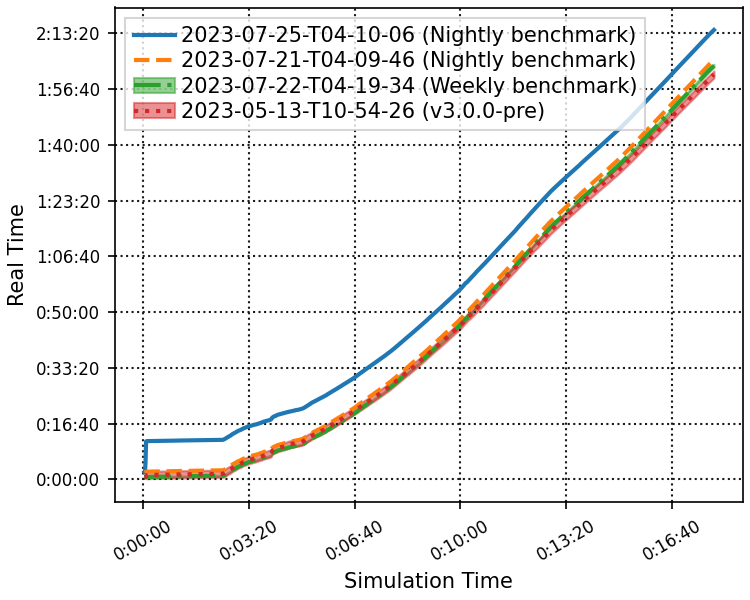 2023-07-25-T04-10-06 (Nightly benchmark)
2023-07-21-T04-09-46 (Nightly benchmark)
2023-07-22-T04-19-34 (Weekly benchmark)
2023-05-13-T10-54-26 (v3.0.0-pre)
Real Time
2:13:20
1:56:40
1:40:00
1:23:20
1:06:40
0:50:00
0:33:20
0:16:40
0:00:00
0:00:00
0:03:20
0:06:40
0:10:00
0:13:20
0:16:40
Simulation Time